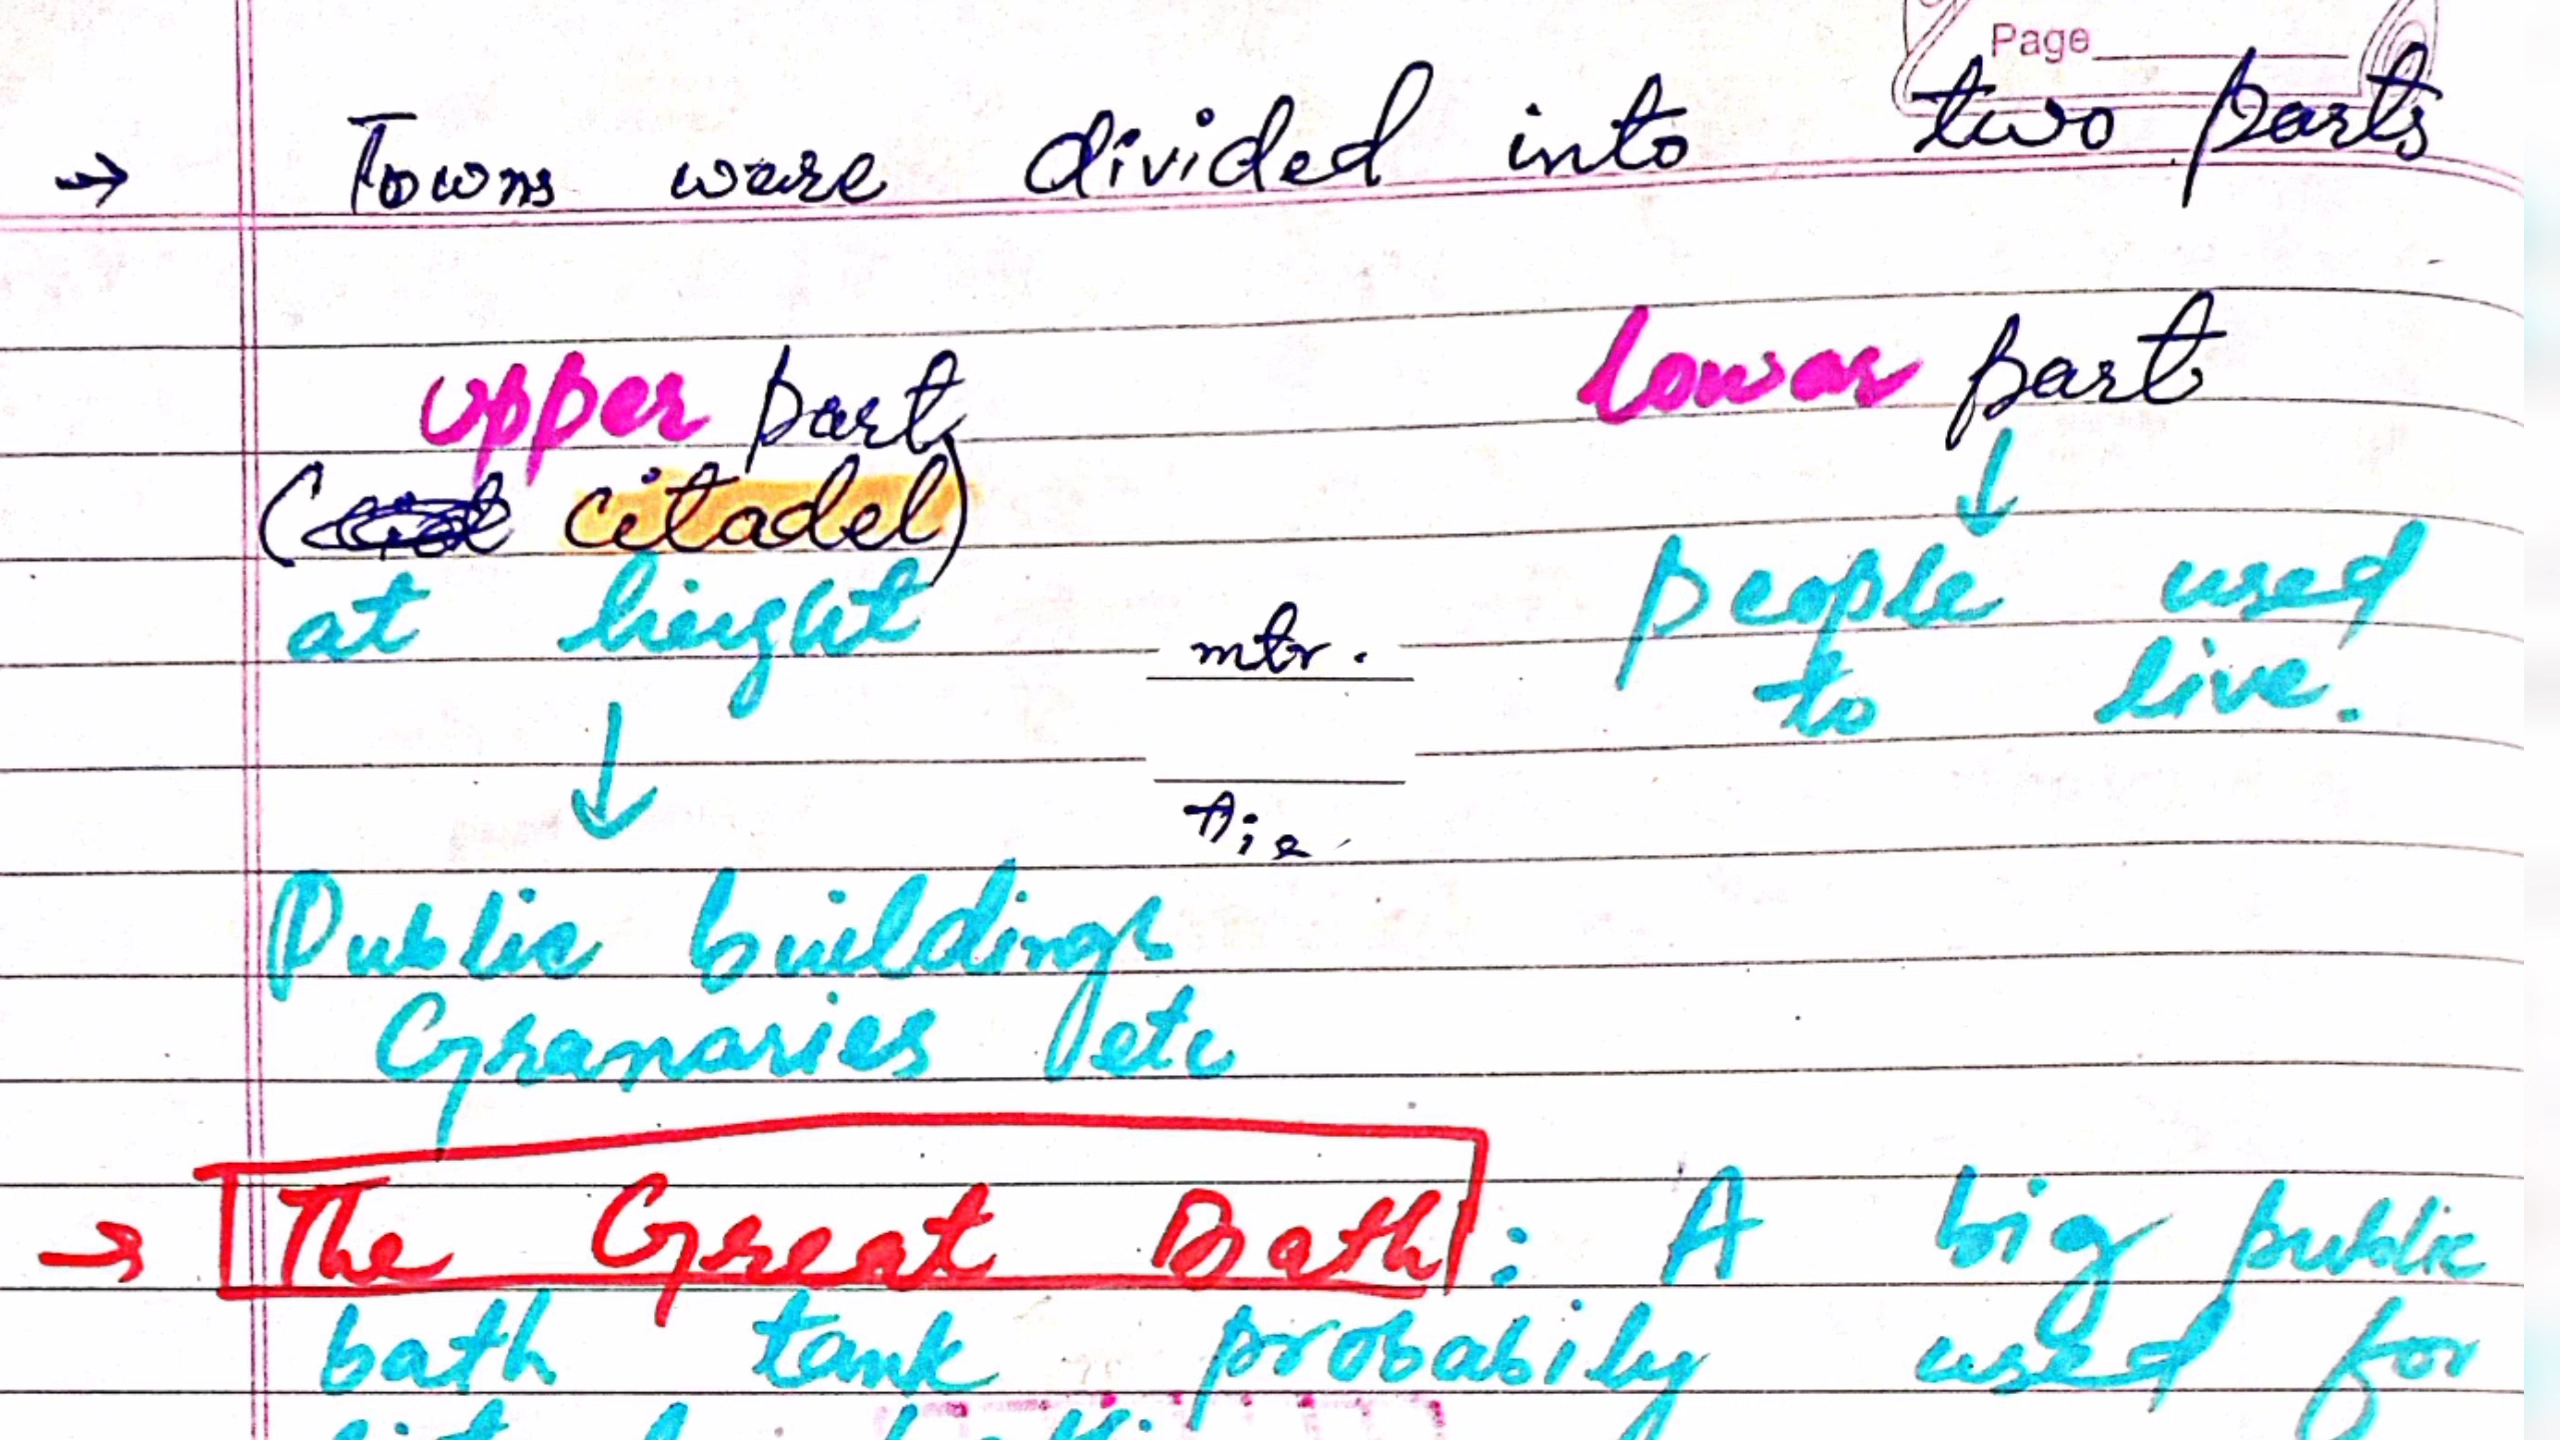 Page
→ Towns were divided into two parts
upper part lower part
(citadel) ↓
at height people used
mtr.
to live.
↓
Public buildings
Granaries etc
→ The Great Bath : A big public
bath tank probabily used for